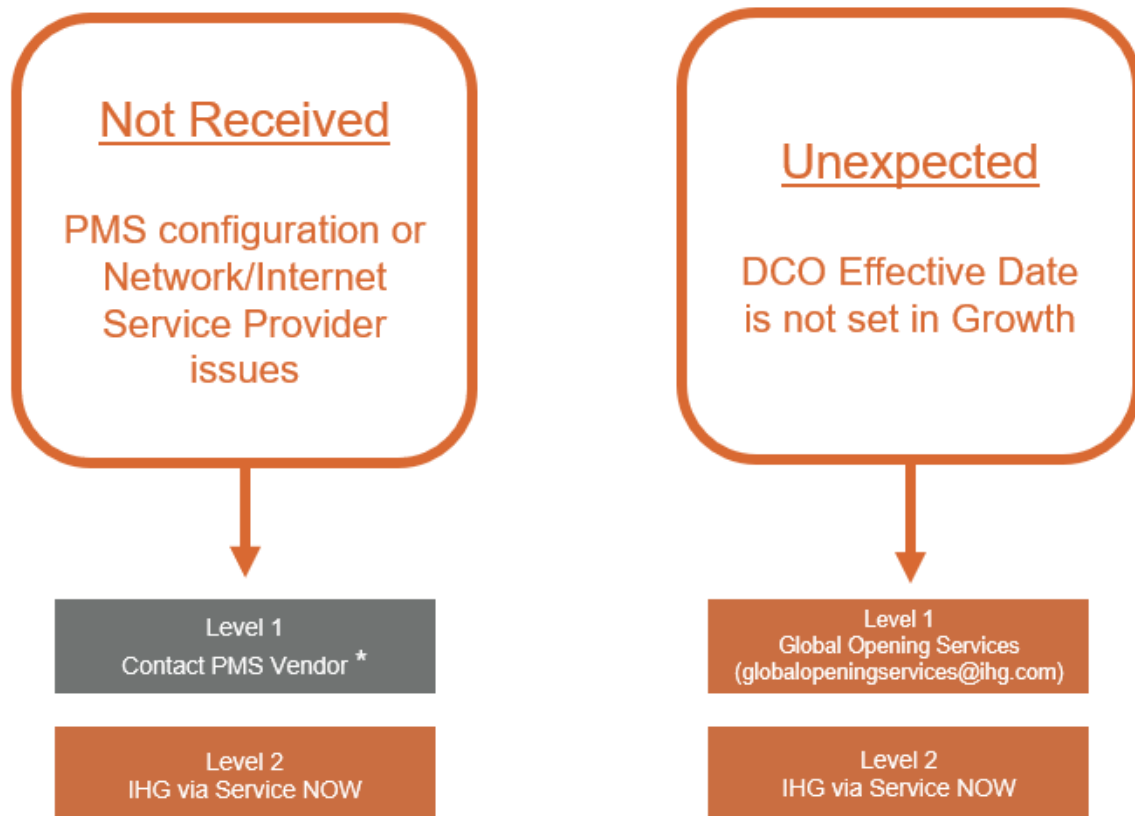 Not Received
PMS configuration or
Network/Internet
Service Provider
issues
Level 1
Contact PMS Vendor *
Level 2
IHG via Service NOW
Unexpected
DCO Effective Date
is not set in Growth
Level 1
Global Opening Services
(globalopeningservices@ihg.com)
Level 2
IHG via Service NOW